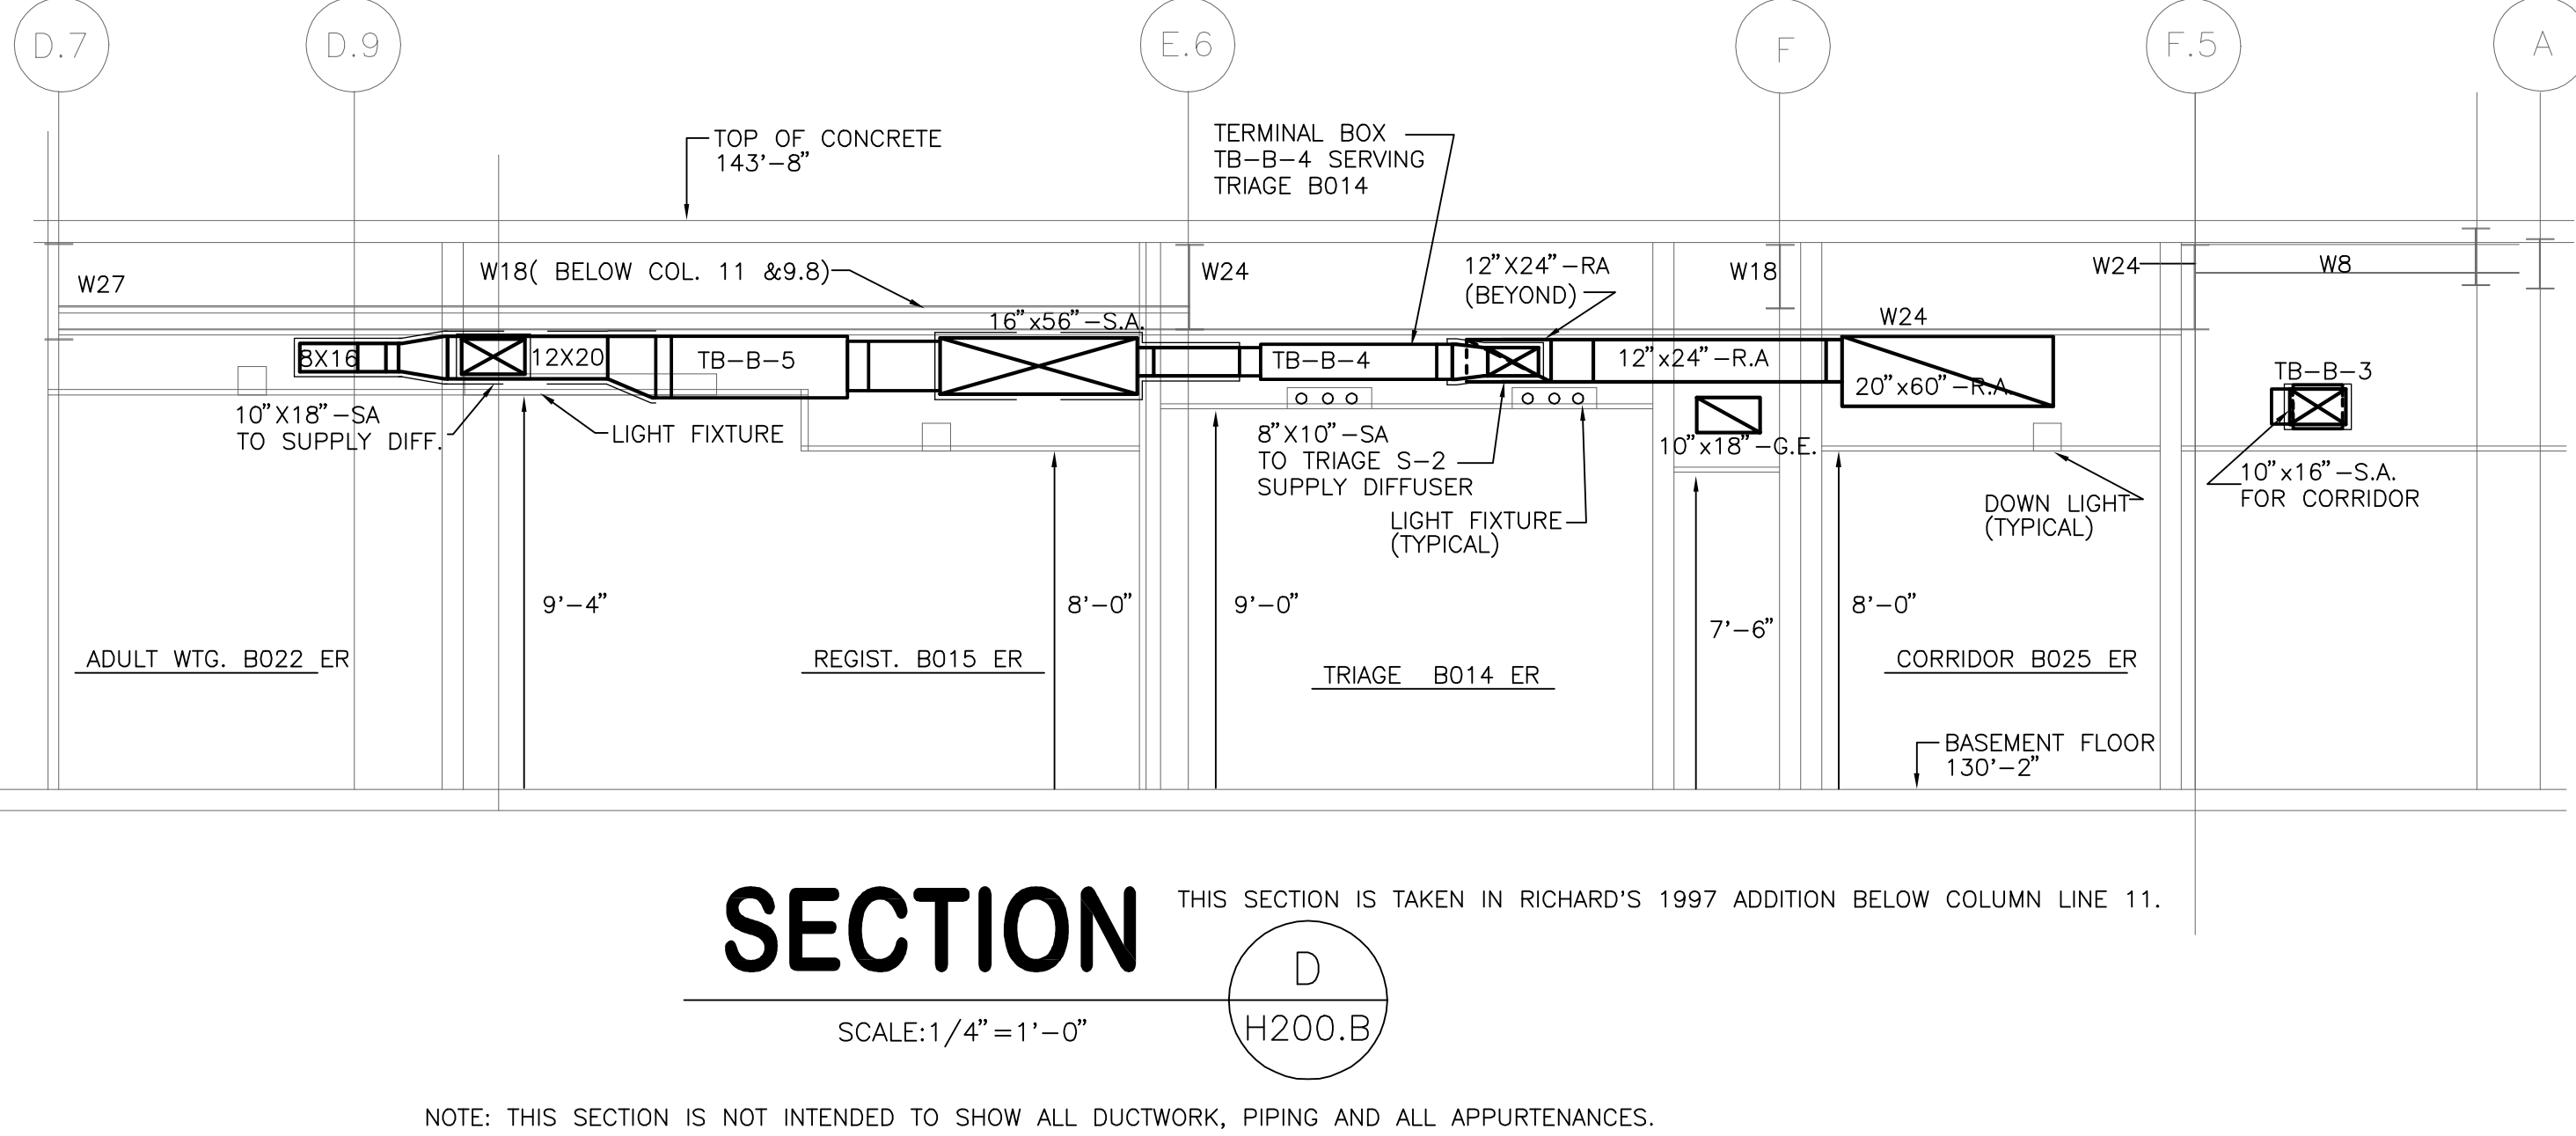 D.7
D.9
E.6
F
F.5
A
TOP OF CONCRETE
143'-8"
TERMINAL BOX
TB-B-4 SERVING
TRIAGE B014
W27
W18( BELOW COL. 11 &9.8)
W24
12"X24"-RA
(BEYOND)
W18
W24
W8
16"x56"-S.A.
W24
8X16
12X20
TB-B-5
TB-B-4
12"x24"-R.A
20"x60"-R.A.
TB-B-3
10"X18"-SA
TO SUPPLY DIFF.
LIGHT FIXTURE
8"X10"-SA
TO TRIAGE S-2
SUPPLY DIFFUSER
10"x18"-G.E.
LIGHT FIXTURE
(TYPICAL)
DOWN LIGHT
(TYPICAL)
10"x16"-S.A.
FOR CORRIDOR
9'-4"
8'-0"
9'-0"
7'-6"
8'-0"
ADULT WTG. B022 ER
REGIST. B015 ER
TRIAGE B014 ER
CORRIDOR B025 ER
BASEMENT FLOOR
130'-2"
SECTION
THIS SECTION IS TAKEN IN RICHARD'S 1997 ADDITION BELOW COLUMN LINE 11.
D
H200.B
SCALE:1/4"=1'-0"
NOTE: THIS SECTION IS NOT INTENDED TO SHOW ALL DUCTWORK, PIPING AND ALL APPURTENANCES.